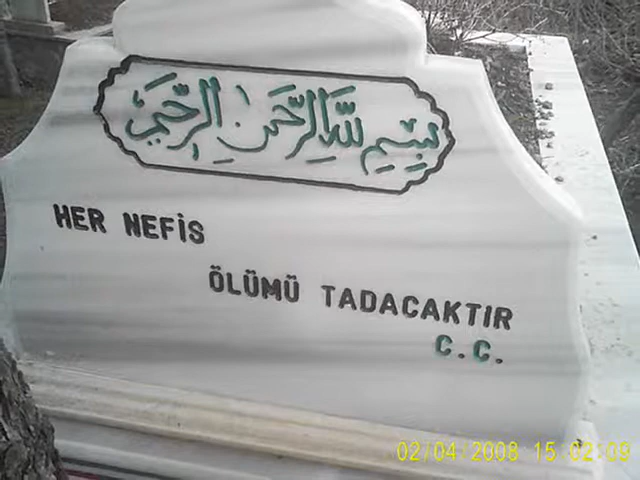 بسم الله الرحمن الرحيم
HER NEFİS
ÖLÜMÜ TADACAKTIR
C.C.
02/04/2008 15:02:09